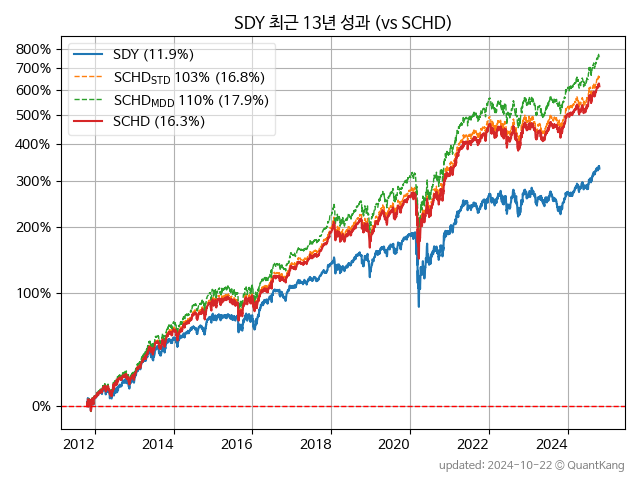 SDY 최근 13년 성과 (vs SCHD)
SDY (11.9%)
SCHD_STD 103% (16.8%)
SCHD_MDD 110% (17.9%)
SCHD (16.3%)
800%
700%
600%
500%
400%
300%
200%
100%
0%
2012 2014 2016 2018 2020 2022 2024
updated: 2024-10-22 © QuantKang